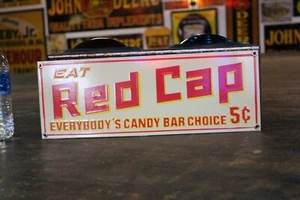 JOHN DEERE
EAT
Red Cap
EVERYBODY'S CANDY BAR CHOICE 5¢